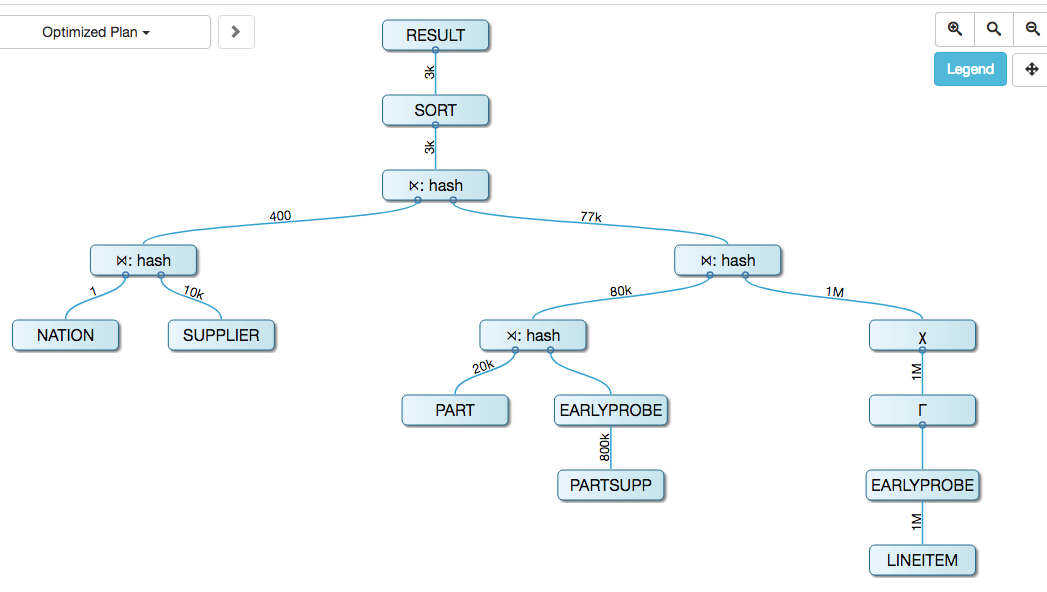 Optimized Plan
RESULT
Legend
3k
SORT
3k
⋉: hash
400
77k
⋈: hash
⋈: hash
1
10k
80k
1M
NATION
SUPPLIER
⋊: hash
χ
20k
1M
PART
EARLYPROBE
Γ
800k
PARTSUPP
EARLYPROBE
1M
LINEITEM